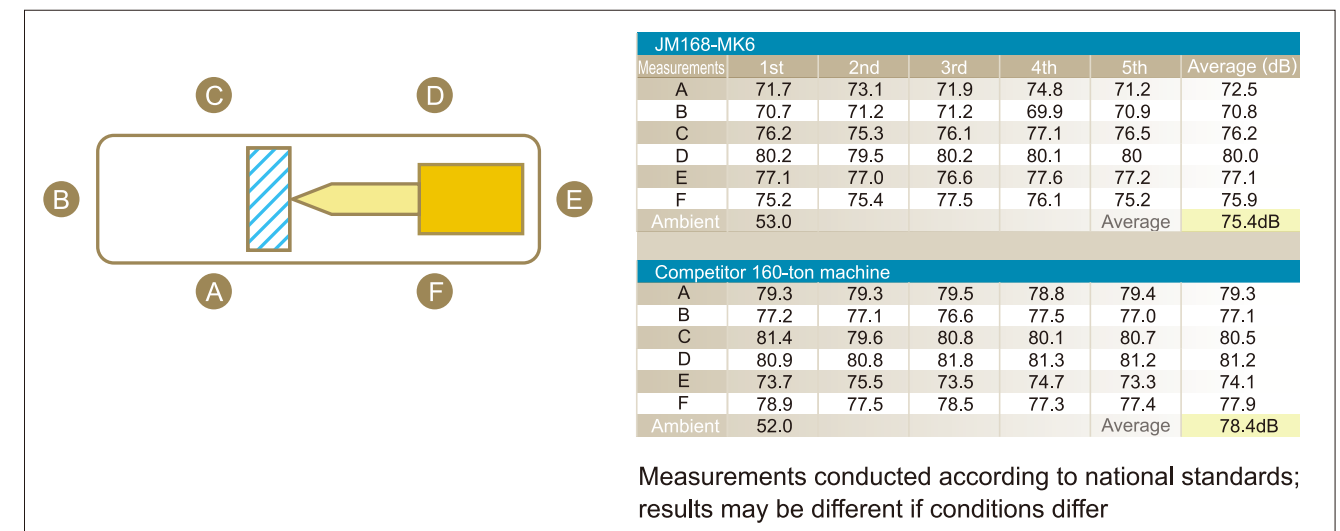 C D
B E
A F
JM168-MK6
Measurements 1st 2nd 3rd 4th 5th Average (dB)
A 71.7 73.1 71.9 74.8 71.2 72.5
B 70.7 71.2 71.2 69.9 70.9 70.8
C 76.2 75.3 76.1 77.1 76.5 76.2
D 80.2 79.5 80.2 80.1 80 80.0
E 77.1 77.0 76.6 77.6 77.2 77.1
F 75.2 75.4 77.5 76.1 75.2 75.9
Ambient 53.0 Average 75.4dB
Competitor 160-ton machine
A 79.3 79.3 79.5 78.8 79.4 79.3
B 77.2 77.1 76.6 77.5 77.0 77.1
C 81.4 79.6 80.8 80.1 80.7 80.5
D 80.9 80.8 81.8 81.3 81.2 81.2
E 73.7 75.5 73.5 74.7 73.3 74.1
F 78.9 77.5 78.5 77.3 77.4 77.9
Ambient 52.0 Average 78.4dB
Measurements conducted according to national standards;
results may be different if conditions differ